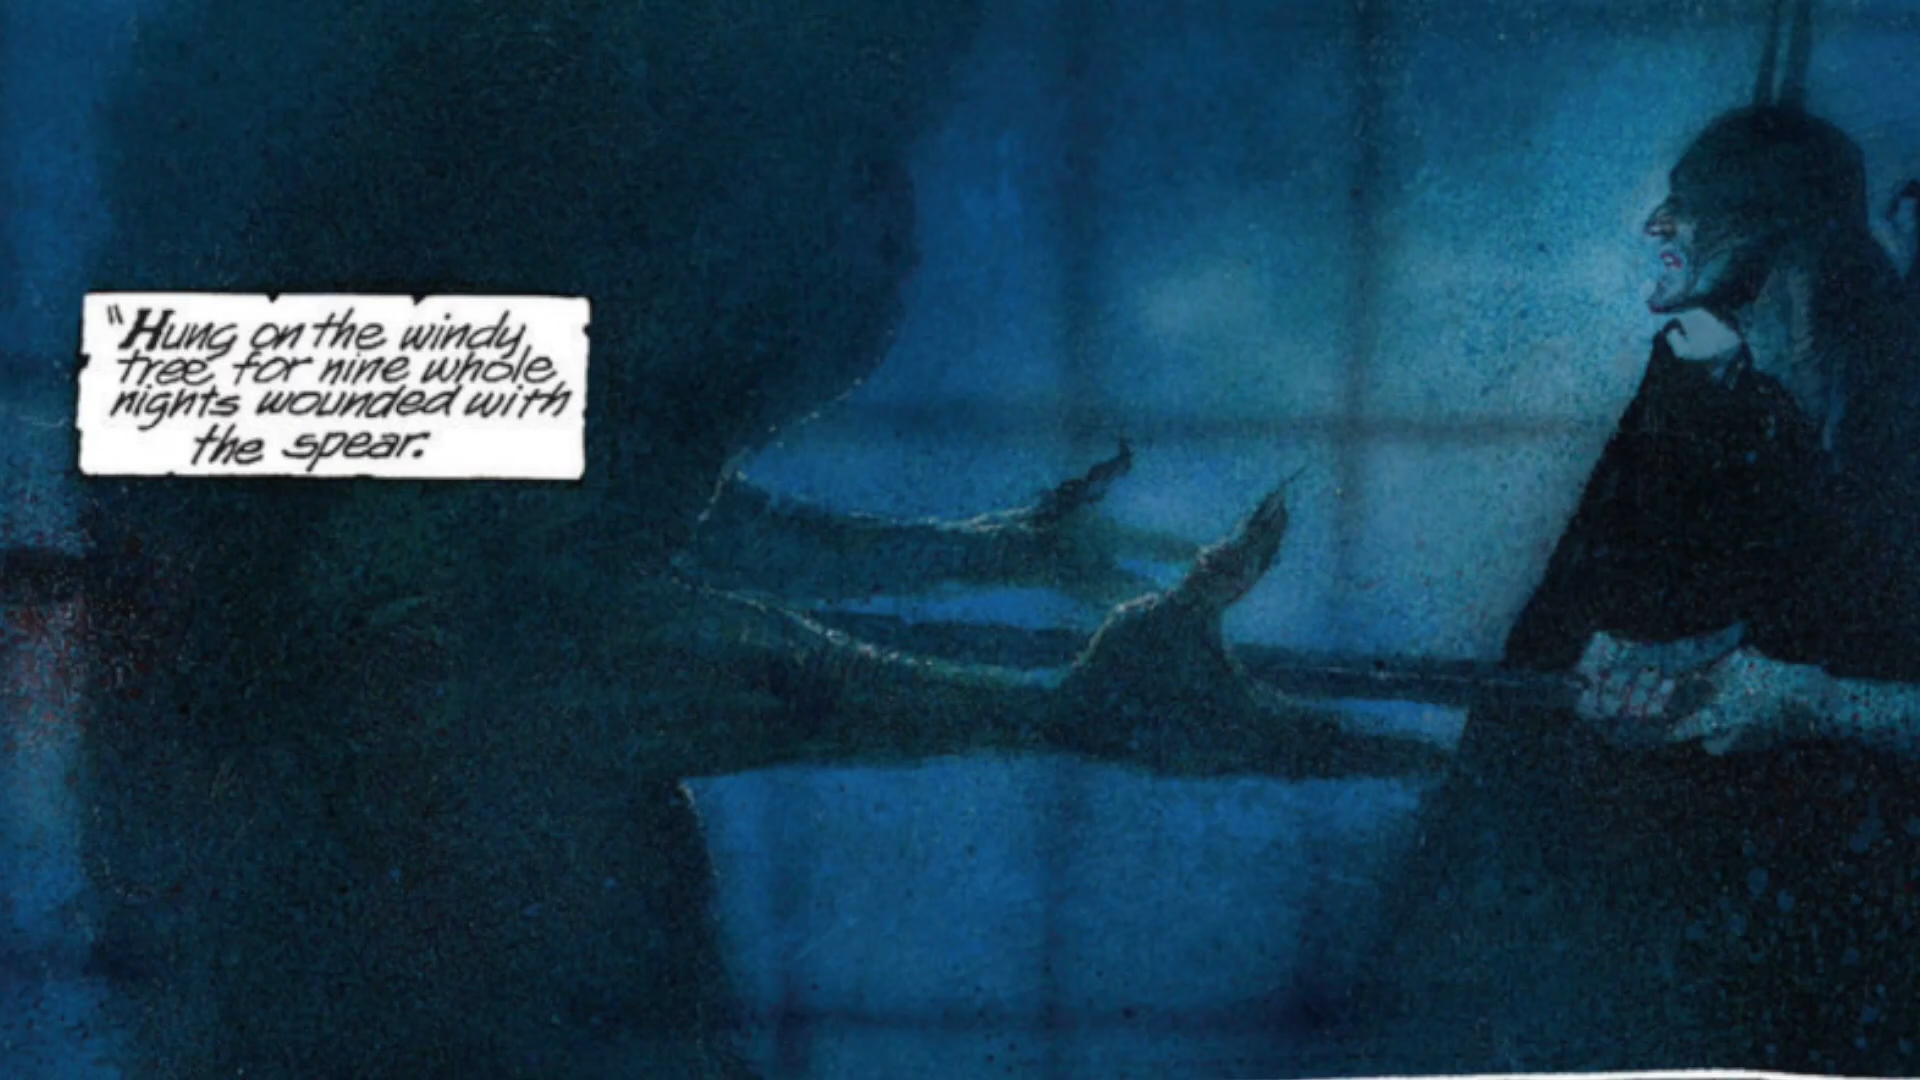 "Hung on the windy
tree for nine whole
nights wounded with
the spear.